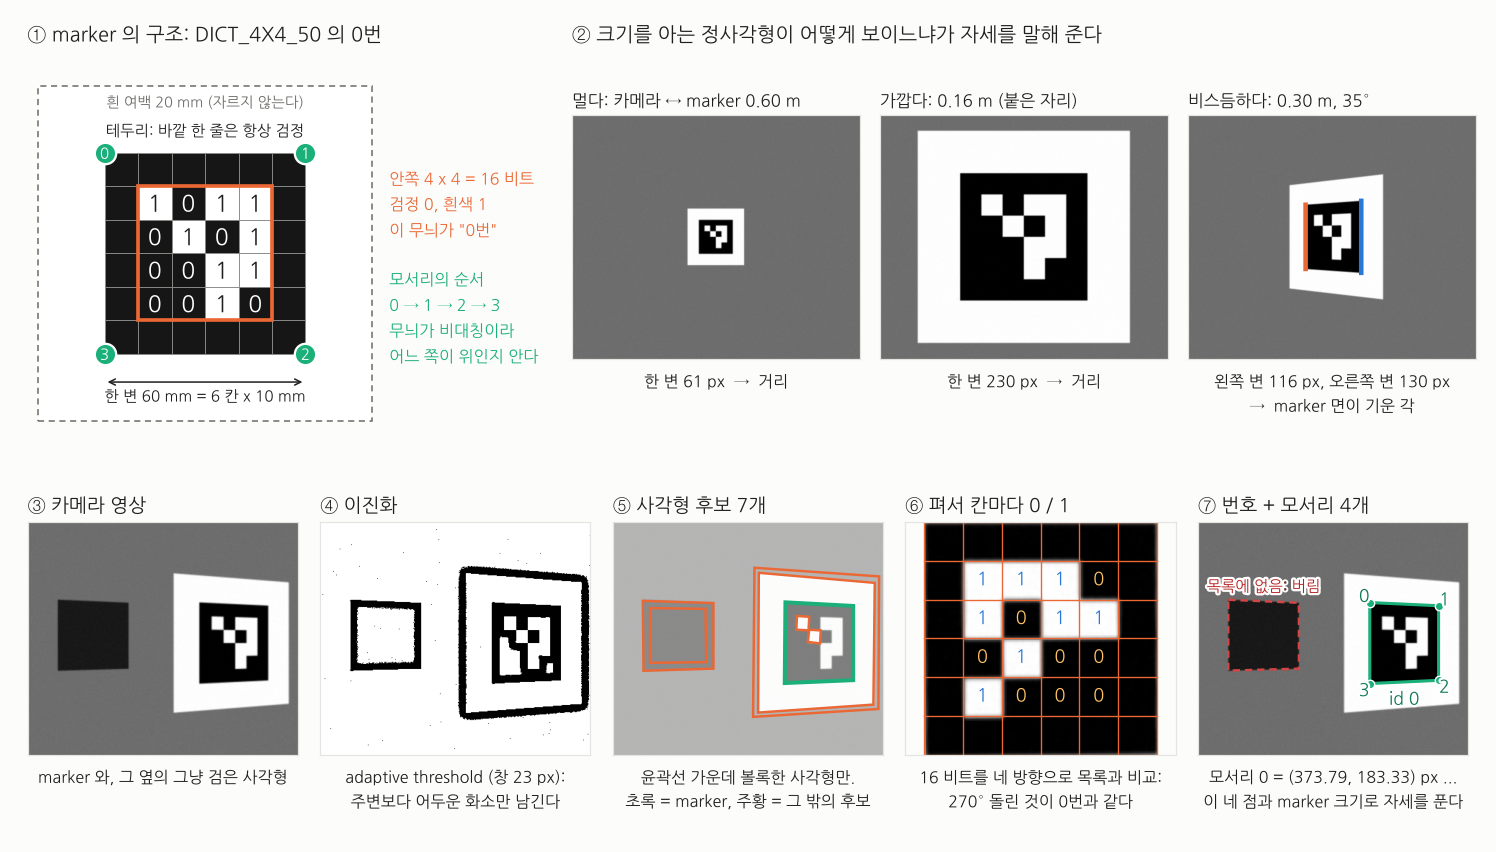 ① marker 의 구조: DICT_4X4_50 의 0번
흰 여백 20 mm (자르지 않는다)
테두리: 바깥 한 줄은 항상 검정
0 1
1 0 1 1
0 1 0 1
0 0 1 1
0 0 1 0
3 2
한 변 60 mm = 6 칸 x 10 mm
안쪽 4 x 4 = 16 비트
검정 0, 흰색 1
이 무늬가 "0번"
모서리의 순서
0 → 1 → 2 → 3
무늬가 비대칭이라
어느 쪽이 위인지 안다
② 크기를 아는 정사각형이 어떻게 보이느냐가 자세를 말해 준다
멀다: 카메라 ↔ marker 0.60 m
한 변 61 px → 거리
가깝다: 0.16 m (붙은 자리)
한 변 230 px → 거리
비스듬하다: 0.30 m, 35°
왼쪽 변 116 px, 오른쪽 변 130 px
→ marker 면이 기운 각
③ 카메라 영상
marker 와, 그 옆의 그냥 검은 사각형
④ 이진화
adaptive threshold (창 23 px):
주변보다 어두운 화소만 남긴다
⑤ 사각형 후보 7개
윤곽선 가운데 볼록한 사각형만.
초록 = marker, 주황 = 그 밖의 후보
⑥ 펴서 칸마다 0 / 1
1 1 1 0
1 0 1 1
0 1 0 0
1 0 0 0
16 비트를 네 방향으로 목록과 비교:
270° 돌린 것이 0번과 같다
⑦ 번호 + 모서리 4개
목록에 없음: 버림
0 1
3 2
id 0
모서리 0 = (373.79, 183.33) px ...
이 네 점과 marker 크기로 자세를 푼다